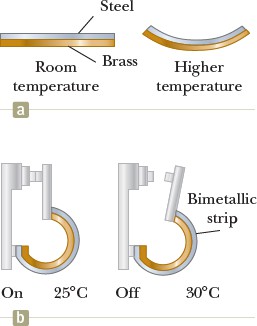 Steel
Brass
Room
temperature
Higher
temperature
a
Bimetallic
strip
On 25°C Off 30°C
b